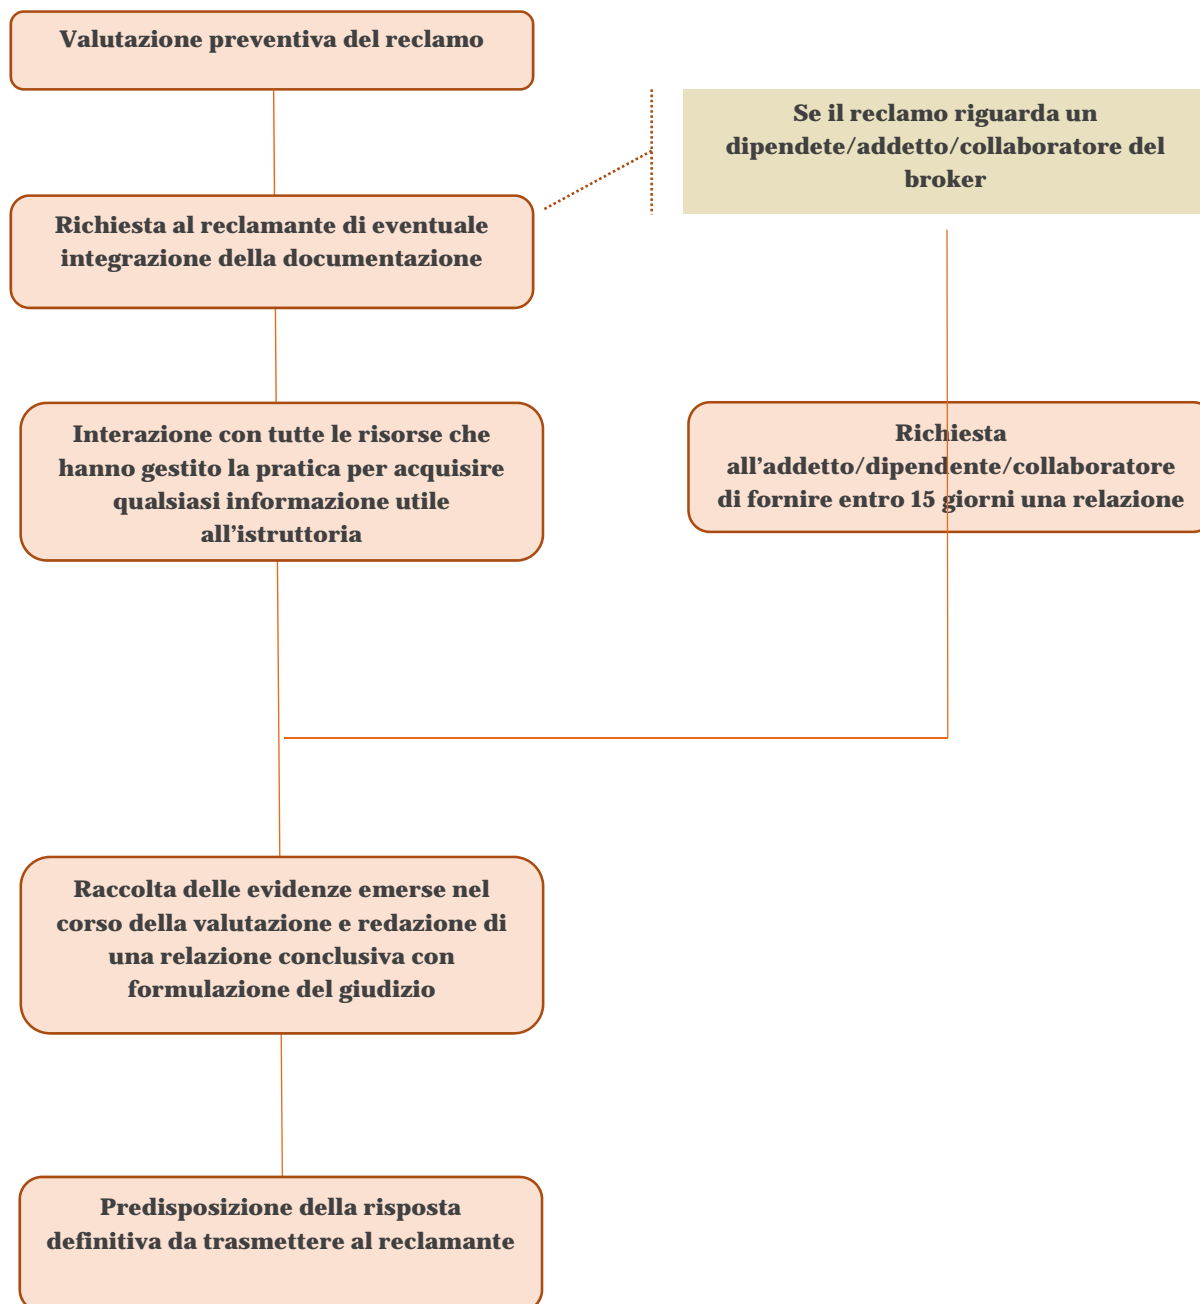 Valutazione preventiva del reclamo
Se il reclamo riguarda un
dipendete/addetto/collaboratore del
broker
Richiesta al reclamante di eventuale
integrazione della documentazione
Interazione con tutte le risorse che
hanno gestito la pratica per acquisire
qualsiasi informazione utile
all'istruttoria
Richiesta
all'addetto/dipendente/collaboratore
di fornire entro 15 giorni una relazione
Raccolta delle evidenze emerse nel
corso della valutazione e redazione di
una relazione conclusiva con
formulazione del giudizio
Predisposizione della risposta
definitiva da trasmettere al reclamante